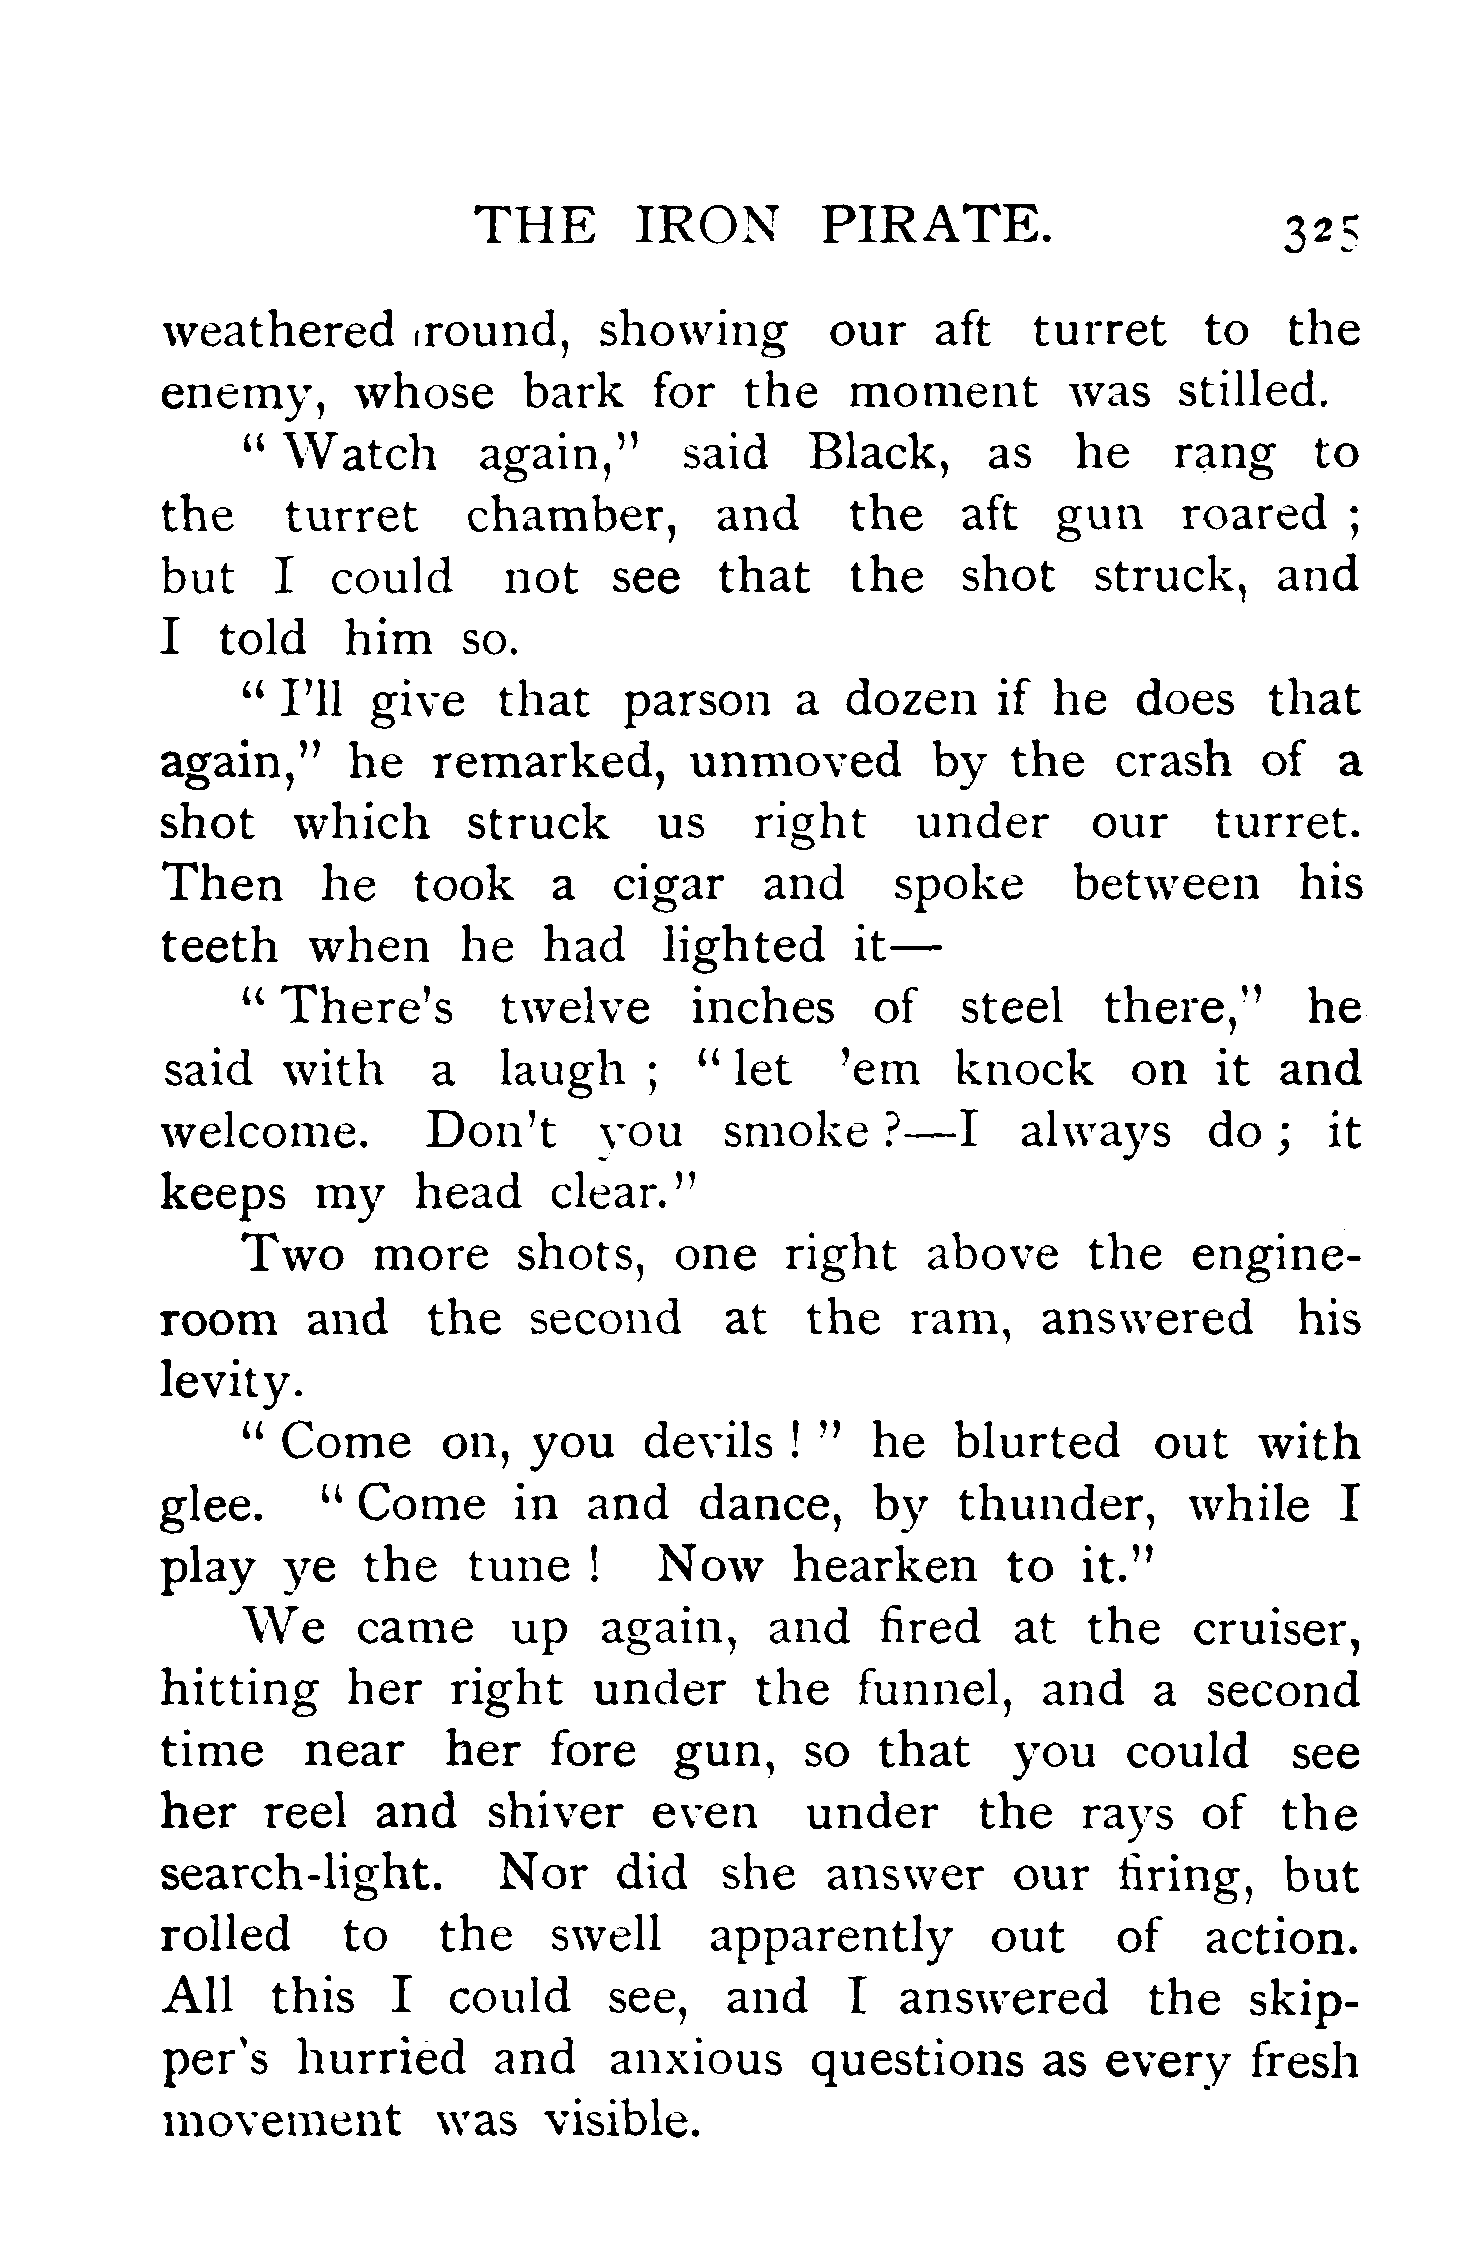 THE IRON PIRATE. 325
weathered round, showing our aft turret to the
enemy, whose bark for the moment was stilled.
" Watch again," said Black, as he rang to
the turret chamber, and the aft gun roared ;
but I could not see that the shot struck, and
I told him so.
" I'll give that parson a dozen if he does that
again," he remarked, unmoved by the crash of a
shot which struck us right under our turret.
Then he took a cigar and spoke between his
teeth when he had lighted it—
" There's twelve inches of steel there," he
said with a laugh ; " let 'em knock on it and
welcome. Don't you smoke ?—I always do ; it
keeps my head clear."
Two more shots, one right above the engine-
room and the second at the ram, answered his
levity.
" Come on, you devils ! " he blurted out with
glee. " Come in and dance, by thunder, while I
play ye the tune ! Now hearken to it."
We came up again, and fired at the cruiser,
hitting her right under the funnel, and a second
time near her fore gun, so that you could see
her reel and shiver even under the rays of the
search-light. Nor did she answer our firing, but
rolled to the swell apparently out of action.
All this I could see, and I answered the skip-
per's hurried and anxious questions as every fresh
movement was visible.